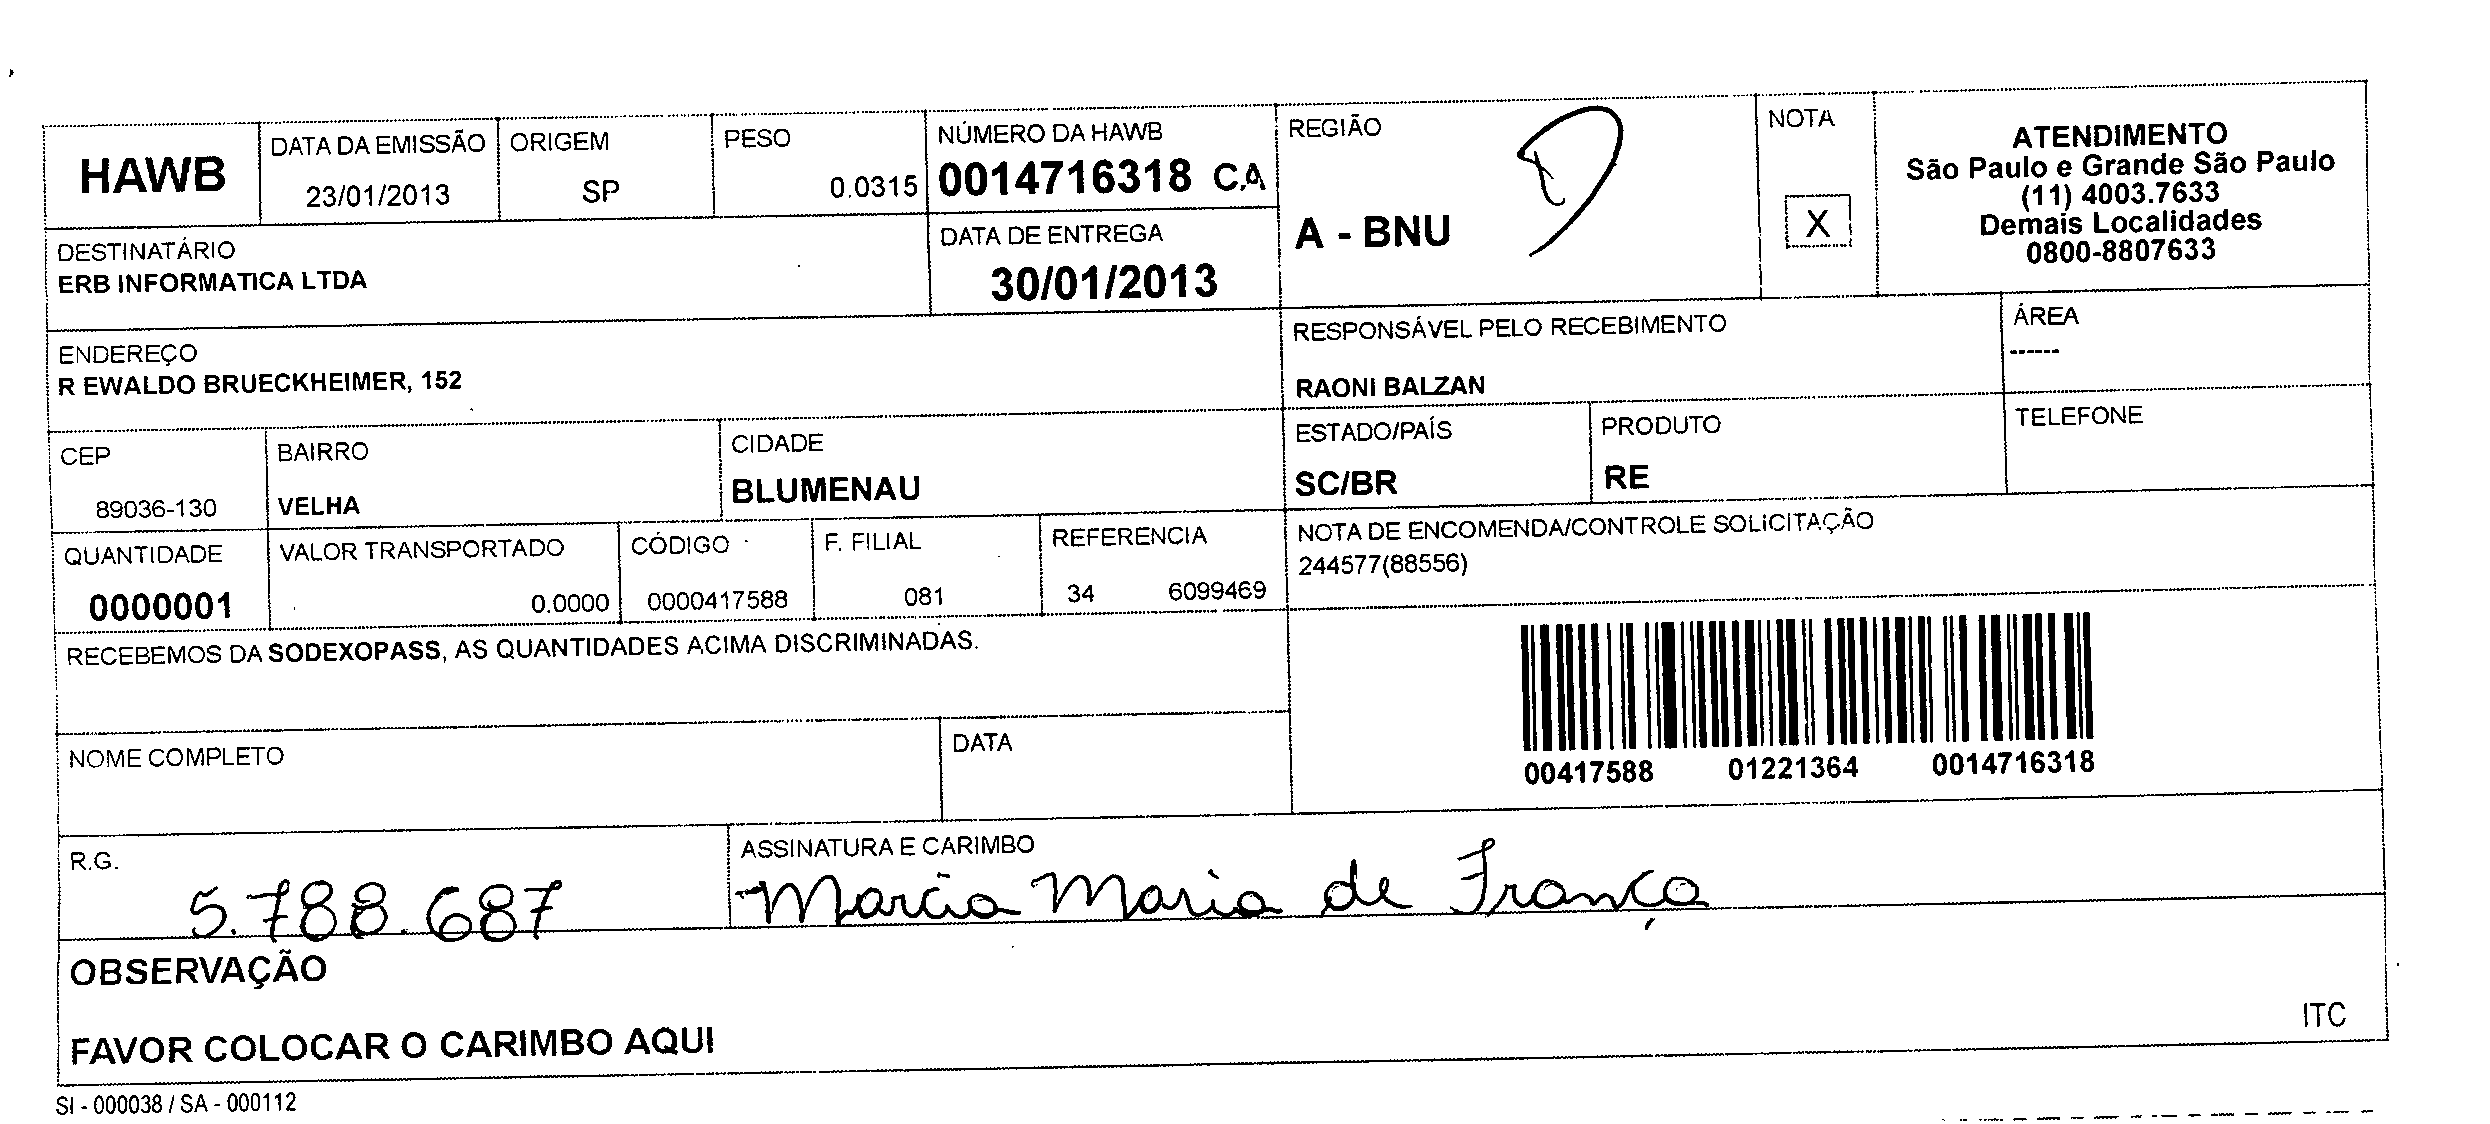 HAWB
DATA DA EMISSÃO
23/01/2013
ORIGEM
SP
PESO
0.0315
NÚMERO DA HAWB
0014716318 C.A
DATA DE ENTREGA
30/01/2013
REGIÃO
A - BNU
NOTA
X
ATENDIMENTO
São Paulo e Grande São Paulo
(11) 4003.7633
Demais Localidades
0800-8807633
DESTINATÁRIO
ERB INFORMATICA LTDA
ENDEREÇO
R EWALDO BRUECKHEIMER, 152
RESPONSÁVEL PELO RECEBIMENTO
RAONI BALZAN
ÁREA
------
CEP
89036-130
BAIRRO
VELHA
CIDADE
BLUMENAU
ESTADO/PAÍS
SC/BR
PRODUTO
RE
TELEFONE
QUANTIDADE
0000001
VALOR TRANSPORTADO
0.0000
CÓDIGO
0000417588
F. FILIAL
081
REFERENCIA
34 6099469
NOTA DE ENCOMENDA/CONTROLE SOLICITAÇÃO
244577(88556)
RECEBEMOS DA SODEXOPASS, AS QUANTIDADES ACIMA DISCRIMINADAS.
00417588 01221364 0014716318
NOME COMPLETO
DATA
R.G.
5.788.687
ASSINATURA E CARIMBO
Marcia Maria de França
OBSERVAÇÃO
FAVOR COLOCAR O CARIMBO AQUI
ITC
SI - 000038 / SA - 000112